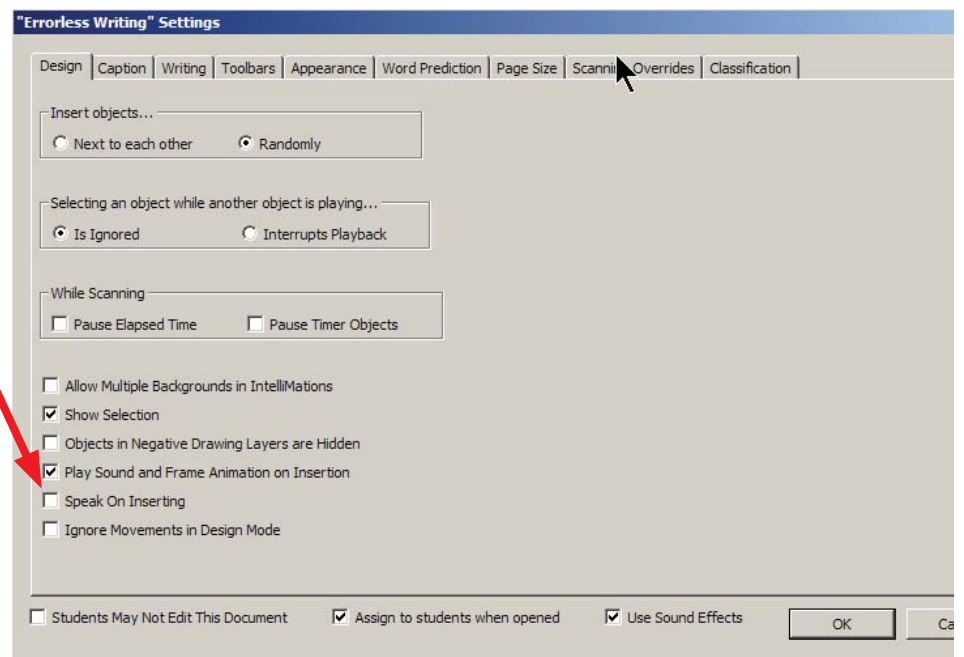 "Errorless Writing" Settings
Design Caption Writing Toolbars Appearance Word Prediction Page Size Overrides Classification
Insert objects...
Next to each other Randomly
Selecting an object while another object is playing...
Is Ignored Interrupts Playback
While Scanning
Pause Elapsed Time Pause Timer Objects
Allow Multiple Backgrounds in IntelliMations
Show Selection
Objects in Negative Drawing Layers are Hidden
Play Sound and Frame Animation on Insertion
Speak On Inserting
Ignore Movements in Design Mode
Students May Not Edit This Document Assign to students when opened Use Sound Effects OK